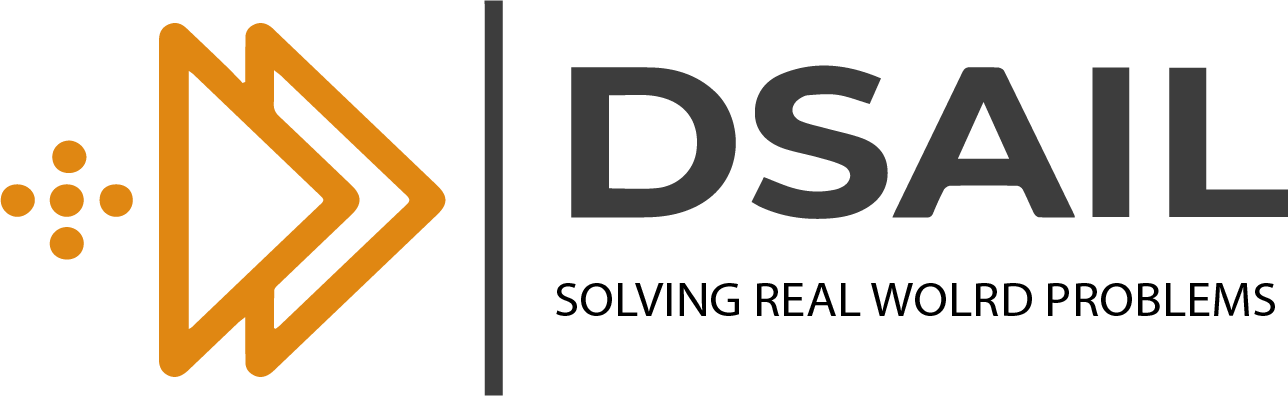 DSAIL
SOLVING REAL WOLRD PROBLEMS